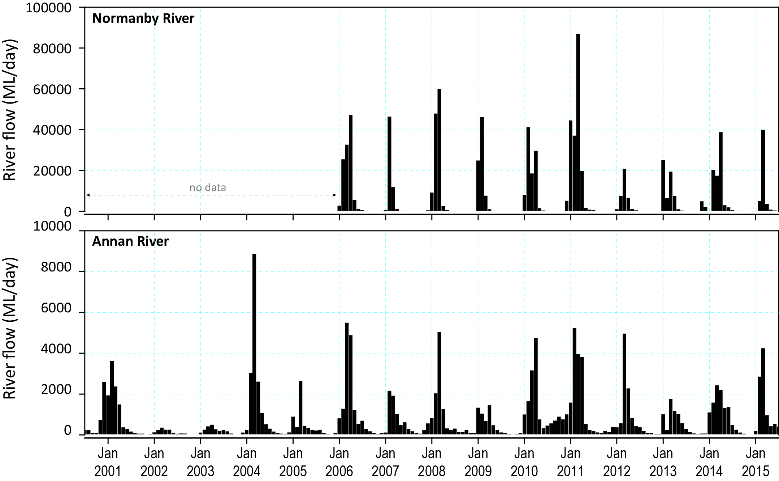 Normanby River
River flow (ML/day)
100000
80000
60000
40000
20000
0
no data
Annan River
River flow (ML/day)
10000
8000
6000
4000
2000
0
Jan Jan Jan Jan Jan Jan Jan Jan Jan Jan Jan Jan Jan Jan Jan
2001 2002 2003 2004 2005 2006 2007 2008 2009 2010 2011 2012 2013 2014 2015